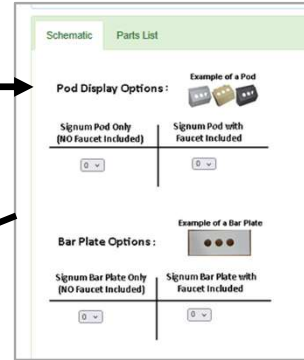 Schematic Parts List
Example of a Pod
Pod Display Options:
Signum Pod Only Signum Pod with
(NO Faucet Included) Faucet Included
0 0
Example of a Bar Plate
Bar Plate Options:
Signum Bar Plate Only Signum Bar Plate with
(NO Faucet Included) Faucet Included
0 0